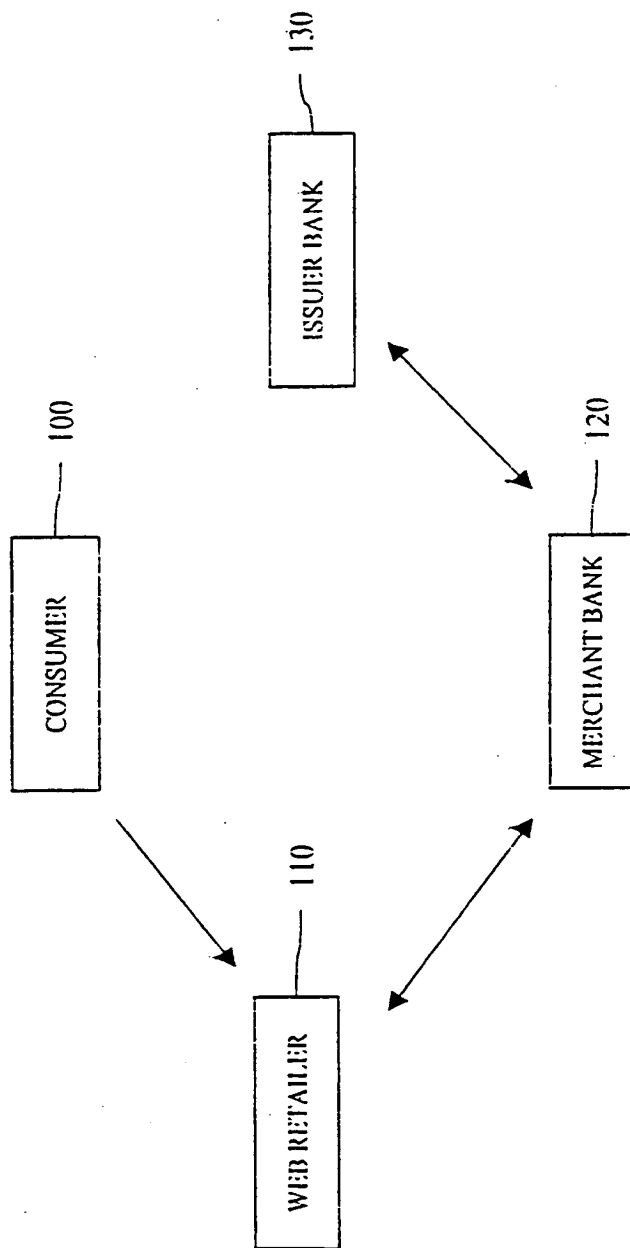 100
CONSUMER
110
WEB RETAILER
130
ISSUER BANK
120
MERCHANT BANK